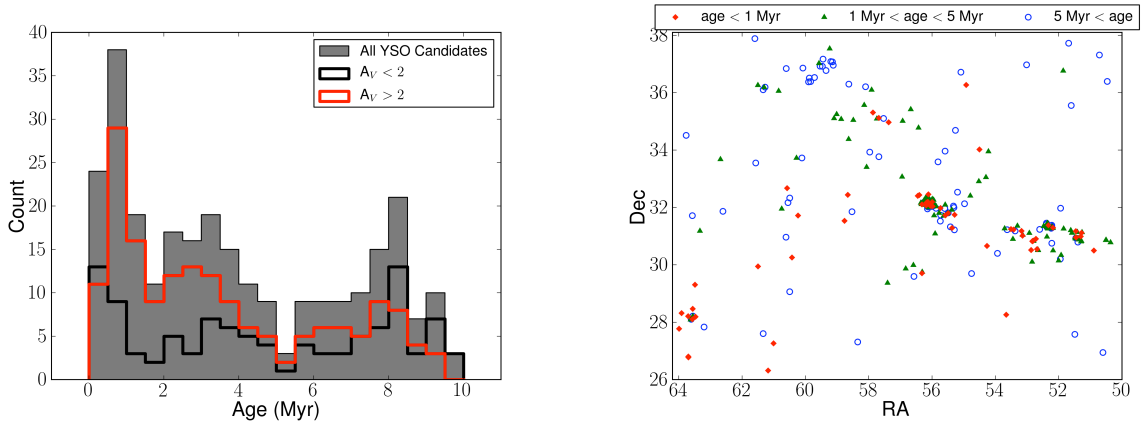 40
35
30
25
20
15
10
5
0
Count
0 2 4 6 8 10
Age (Myr)
All YSO Candidates
A_V < 2
A_V > 2
age < 1 Myr 1 Myr < age < 5 Myr 5 Myr < age
38
36
34
32
30
28
26
Dec
64 62 60 58 56 54 52 50
RA